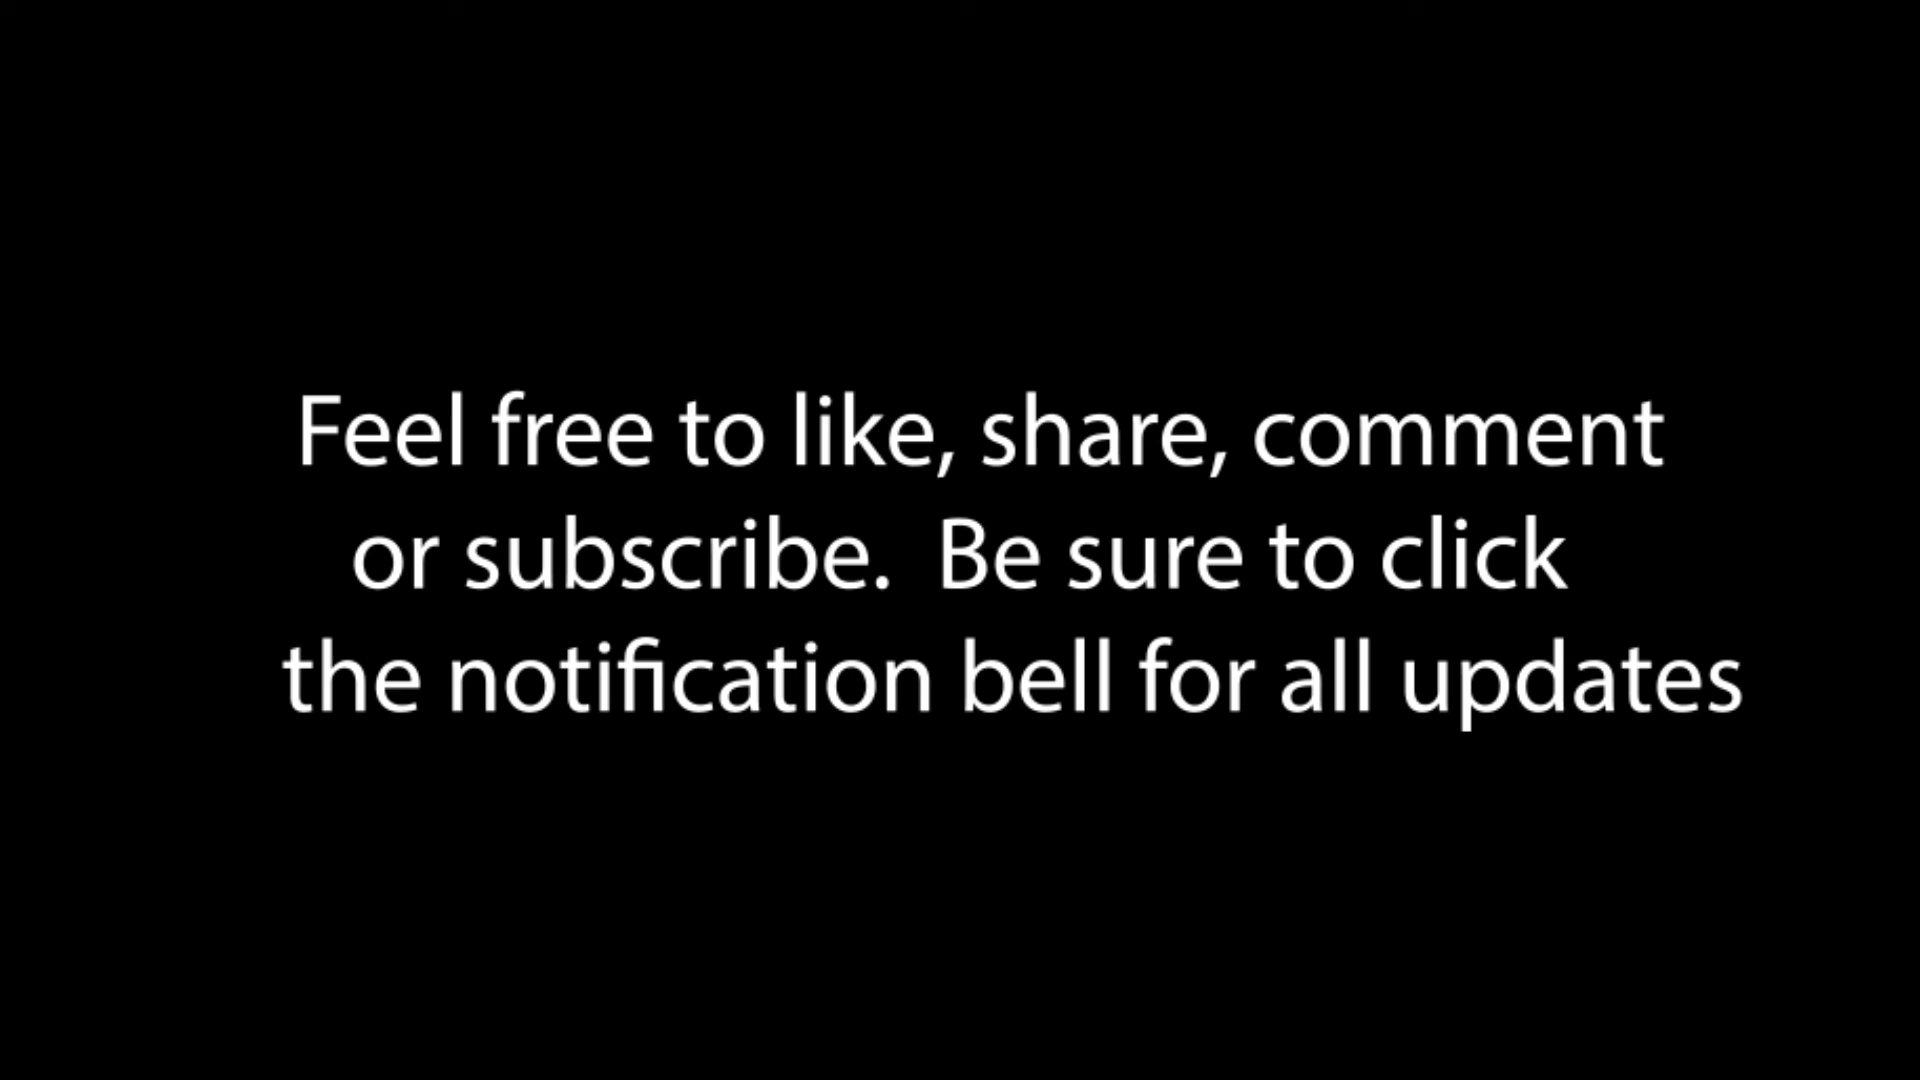 Feel free to like, share, comment
or subscribe.  Be sure to click
the notification bell for all updates